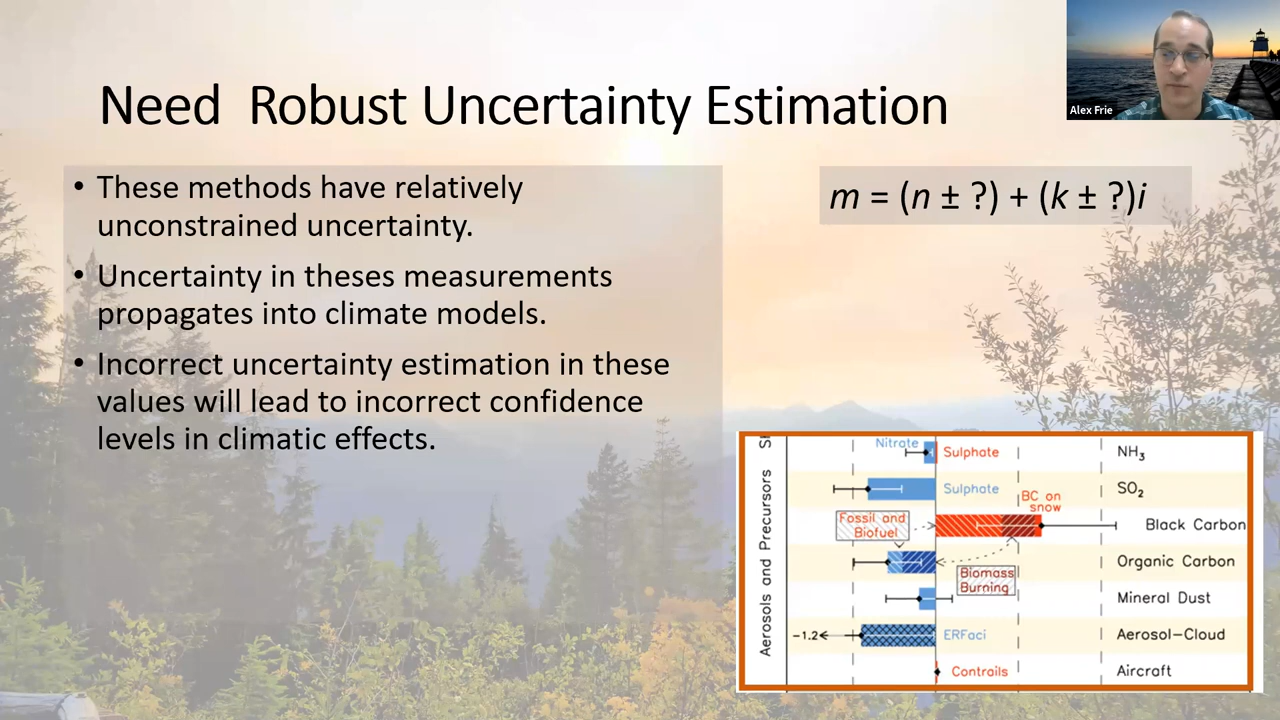 Need  Robust Uncertainty Estimation
Alex Frie
• These methods have relatively
unconstrained uncertainty.
• Uncertainty in theses measurements
propagates into climate models.
• Incorrect uncertainty estimation in these
values will lead to incorrect confidence
levels in climatic effects.
m = (n ± ?) + (k ± ?)i
Aerosols and Precursors
Nitrate
Sulphate
NH₃
Sulphate
SO₂
BC on
snow
Fossil and
Biofuel
Black Carbon
Organic Carbon
Biomass
Burning
Mineral Dust
-1.2
ERFaci
Aerosol-Cloud
Contrails
Aircraft